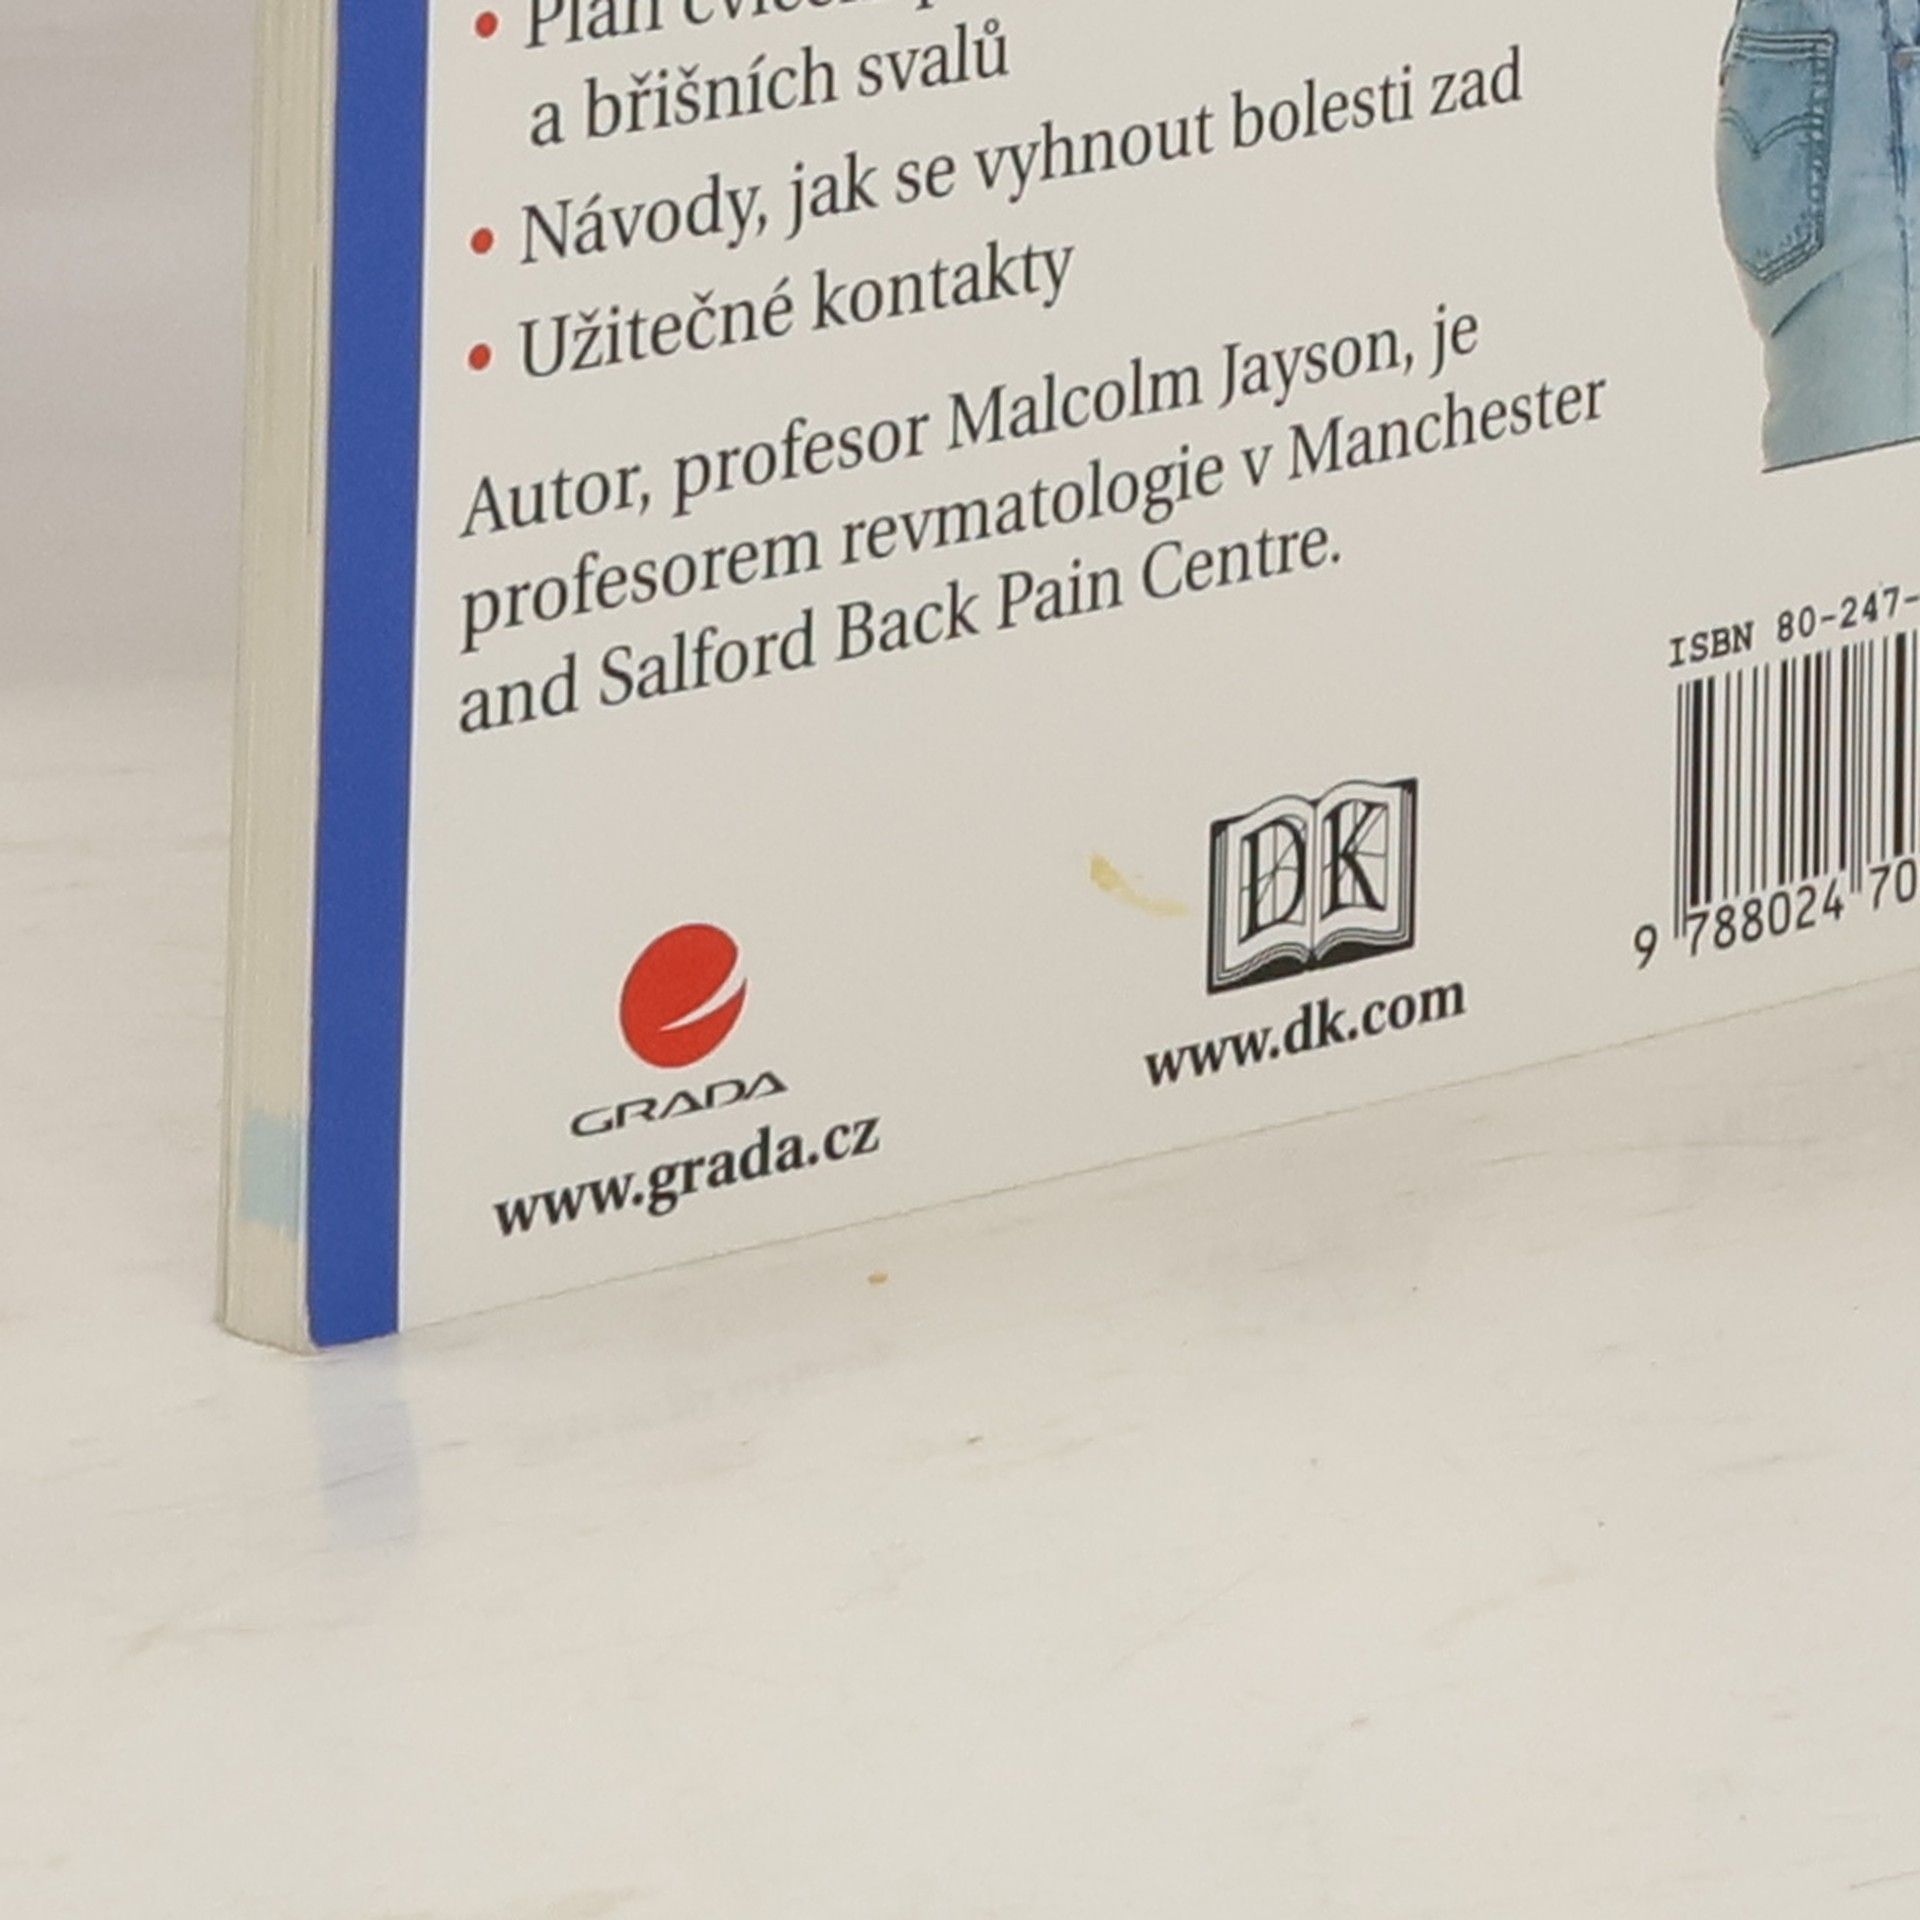 • Plán
a břišních svalů
• Návody, jak se vyhnout bolesti zad
• Užitečné kontakty
Autor, profesor Malcolm Jayson, je
profesorem revmatologie v Manchester
and Salford Back Pain Centre.
ISBN 80-247-
9 788024 70
DK
www.dk.com
GRADA
www.grada.cz